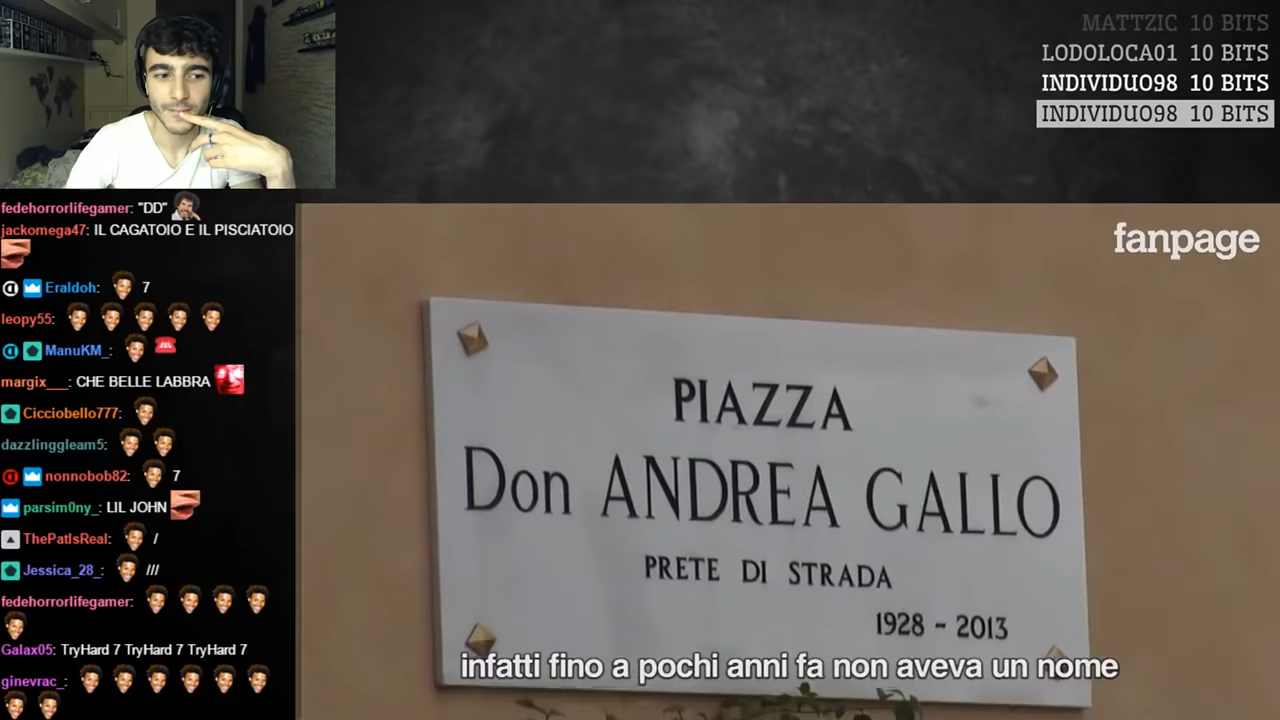 MATTZIC 10 BITS
LODOLOCA01 10 BITS
INDIVIDUO98 10 BITS
INDIVIDUO98 10 BITS
fedehorrorlifegamer: "DD"
jackomega47: IL CAGATOIO E IL PISCIATOIO
Eraldoh: 7
leopy55:
ManuKM_:
margix___: CHE BELLE LABBRA
Cicciobello777:
dazzlinggleam5:
nonnobob82: 7
parsim0ny_: LIL JOHN
ThePatIsReal: /
Jessica_28_: ///
fedehorrorlifegamer:
Galax05: TryHard 7 TryHard 7 TryHard 7
ginevrac_:
fanpage
PIAZZA
Don ANDREA GALLO
PRETE DI STRADA
1928 - 2013
infatti fino a pochi anni fa non aveva un nome